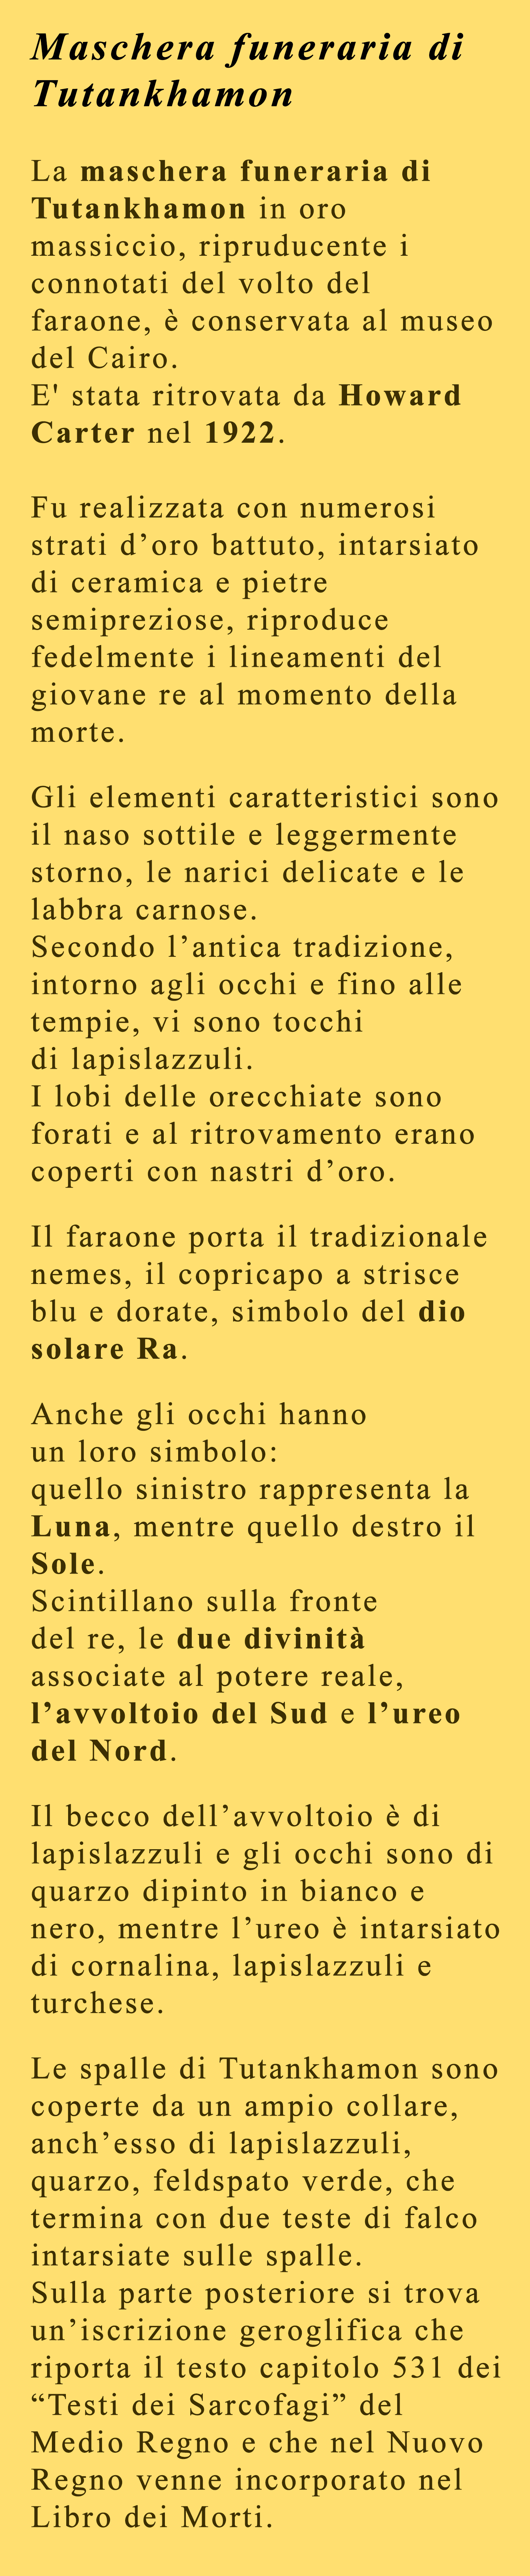 Maschera funeraria di
Tutankhamon
La maschera funeraria di
Tutankhamon in oro
massiccio, ripruducente i
connotati del volto del
faraone, è conservata al museo
del Cairo.
E' stata ritrovata da Howard
Carter nel 1922.
Fu realizzata con numerosi
strati d’oro battuto, intarsiato
di ceramica e pietre
semipreziose, riproduce
fedelmente i lineamenti del
giovane re al momento della
morte.
Gli elementi caratteristici sono
il naso sottile e leggermente
storno, le narici delicate e le
labbra carnose.
Secondo l’antica tradizione,
intorno agli occhi e fino alle
tempie, vi sono tocchi
di lapislazzuli.
I lobi delle orecchiate sono
forati e al ritrovamento erano
coperti con nastri d’oro.
Il faraone porta il tradizionale
nemes, il copricapo a strisce
blu e dorate, simbolo del dio
solare Ra.
Anche gli occhi hanno
un loro simbolo:
quello sinistro rappresenta la
Luna, mentre quello destro il
Sole.
Scintillano sulla fronte
del re, le due divinità
associate al potere reale,
l’avvoltoio del Sud e l’ureo
del Nord.
Il becco dell’avvoltoio è di
lapislazzuli e gli occhi sono di
quarzo dipinto in bianco e
nero, mentre l’ureo è intarsiato
di cornalina, lapislazzuli e
turchese.
Le spalle di Tutankhamon sono
coperte da un ampio collare,
anch’esso di lapislazzuli,
quarzo, feldspato verde, che
termina con due teste di falco
intarsiate sulle spalle.
Sulla parte posteriore si trova
un’iscrizione geroglifica che
riporta il testo capitolo 531 dei
“Testi dei Sarcofagi” del
Medio Regno e che nel Nuovo
Regno venne incorporato nel
Libro dei Morti.